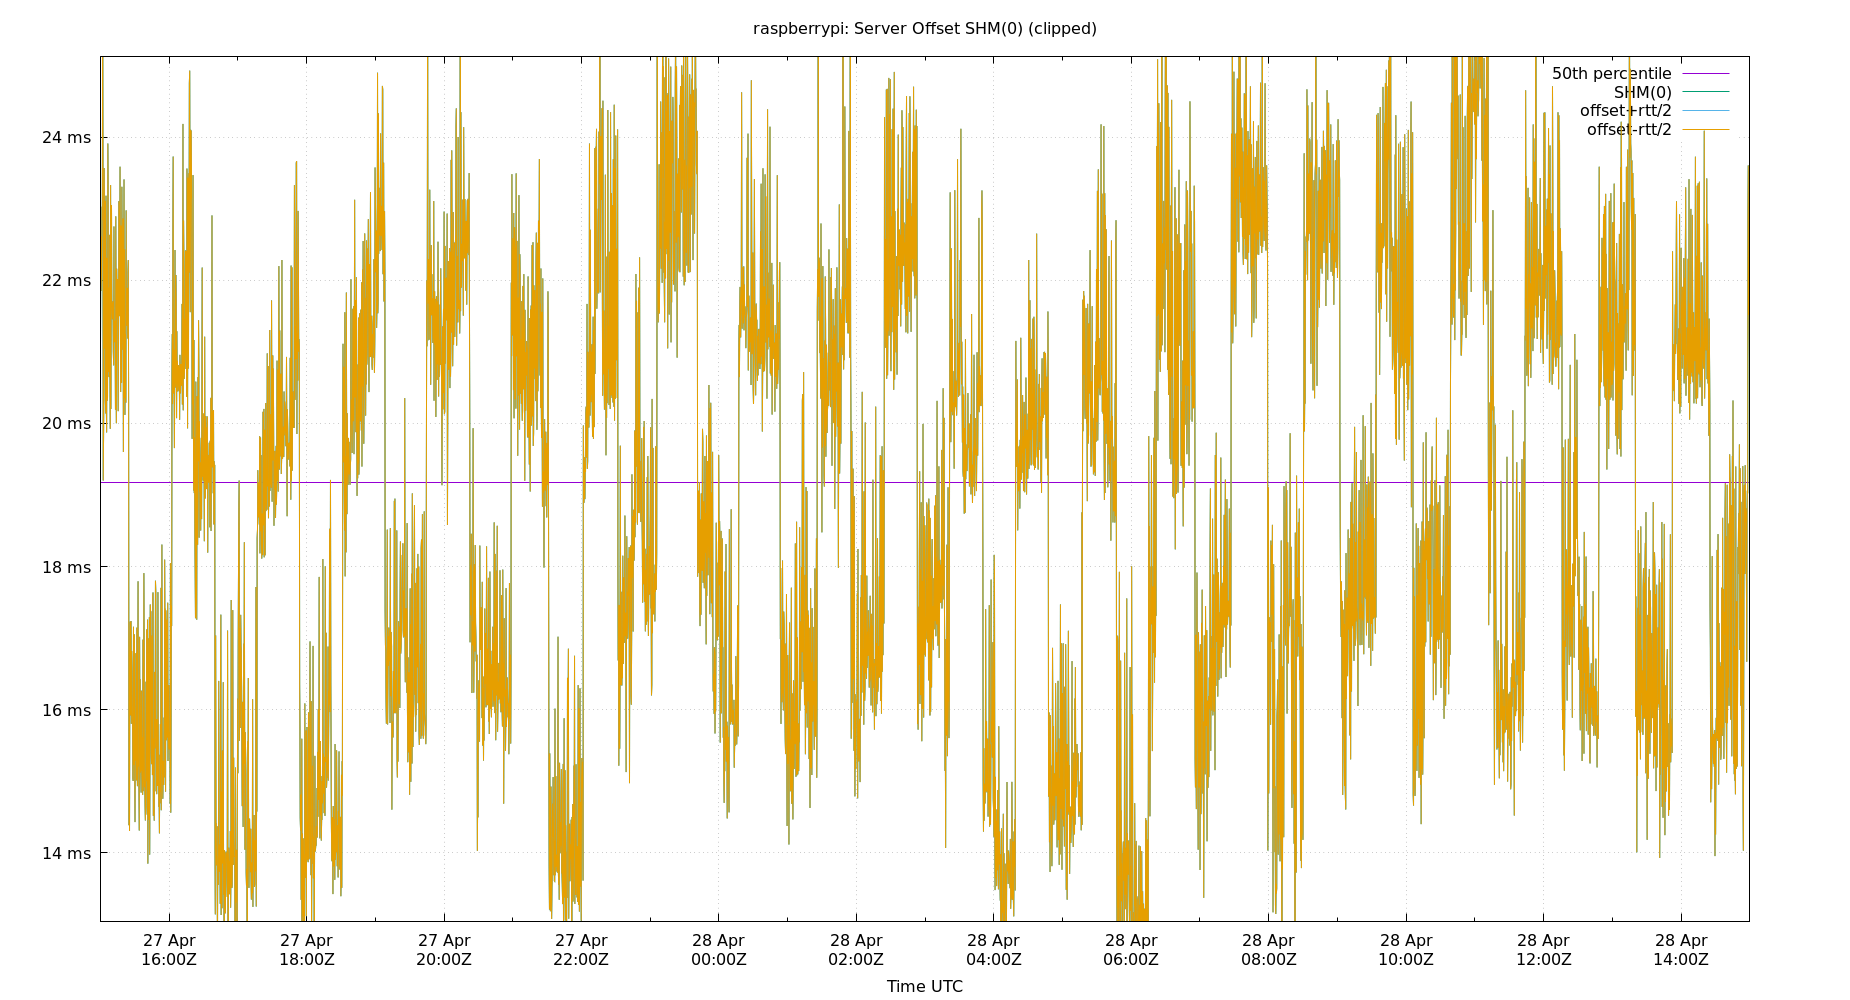 raspberrypi: Server Offset SHM(0) (clipped)
50th percentile
SHM(0)
offset+rtt/2
offset-rtt/2
24 ms
22 ms
20 ms
18 ms
16 ms
14 ms
27 Apr 27 Apr 27 Apr 27 Apr 28 Apr 28 Apr 28 Apr 28 Apr 28 Apr 28 Apr 28 Apr 28 Apr
16:00Z 18:00Z 20:00Z 22:00Z 00:00Z 02:00Z 04:00Z 06:00Z 08:00Z 10:00Z 12:00Z 14:00Z
Time UTC